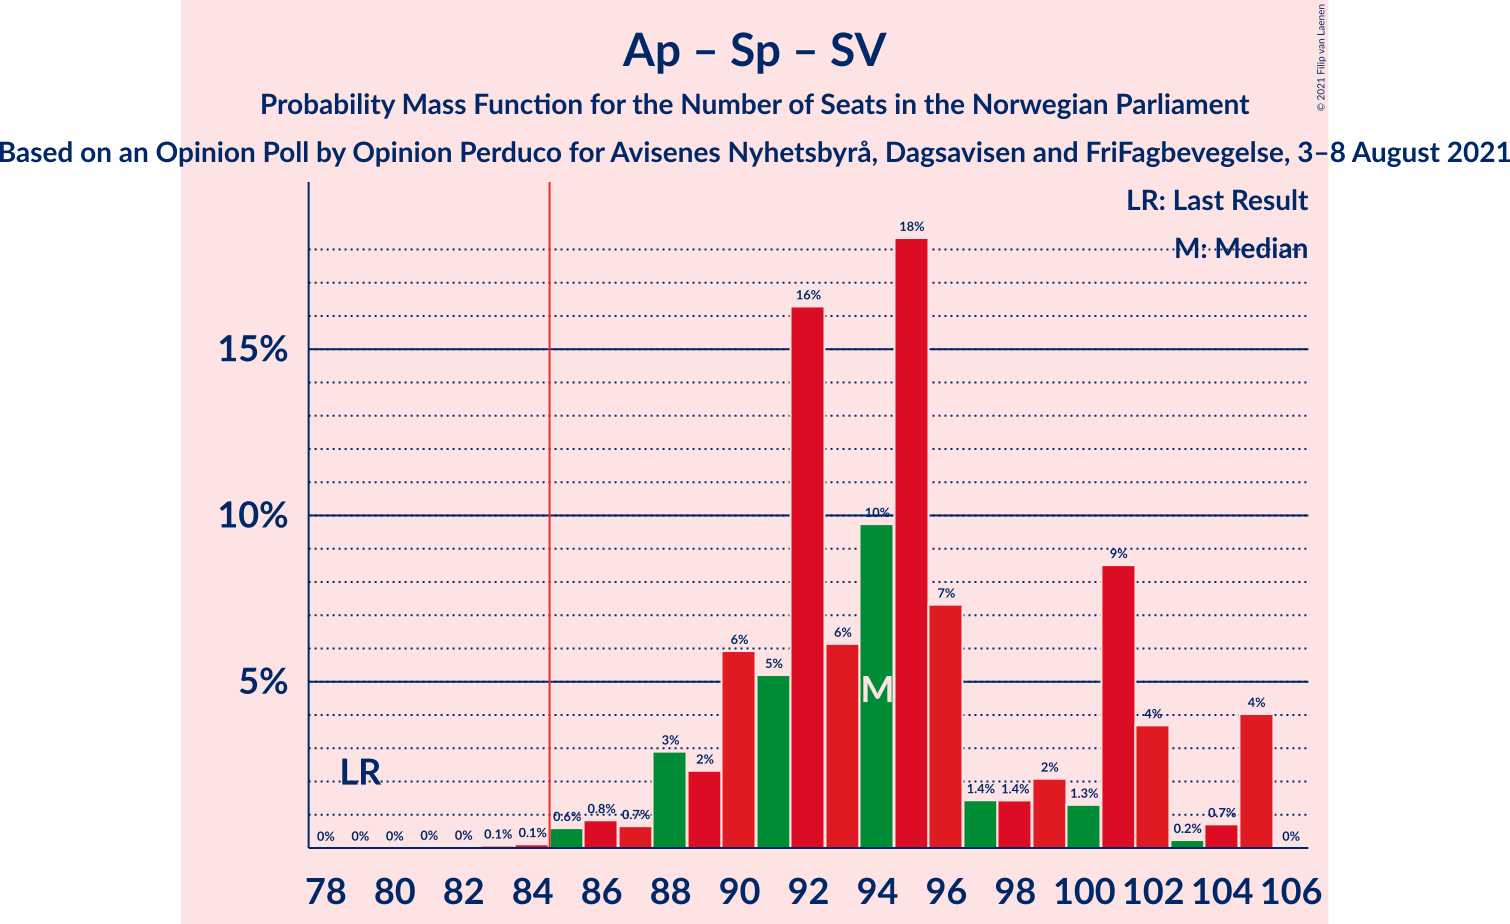 Ap – Sp – SV
Probability Mass Function for the Number of Seats in the Norwegian Parliament
Based on an Opinion Poll by Opinion Perduco for Avisenes Nyhetsbyrå, Dagsavisen and FriFagbevegelse, 3–8 August 2021
© 2021 Filip van Laenen
LR: Last Result
M: Median
15%
10%
5%
LR
M
0% 0% 0% 0% 0% 0.1% 0.1% 0.6% 0.8% 0.7% 3% 2% 6% 5% 16% 6% 10% 18% 7% 1.4% 1.4% 2% 1.3% 9% 4% 0.2% 0.7% 4% 0%
78 80 82 84 86 88 90 92 94 96 98 100 102 104 106